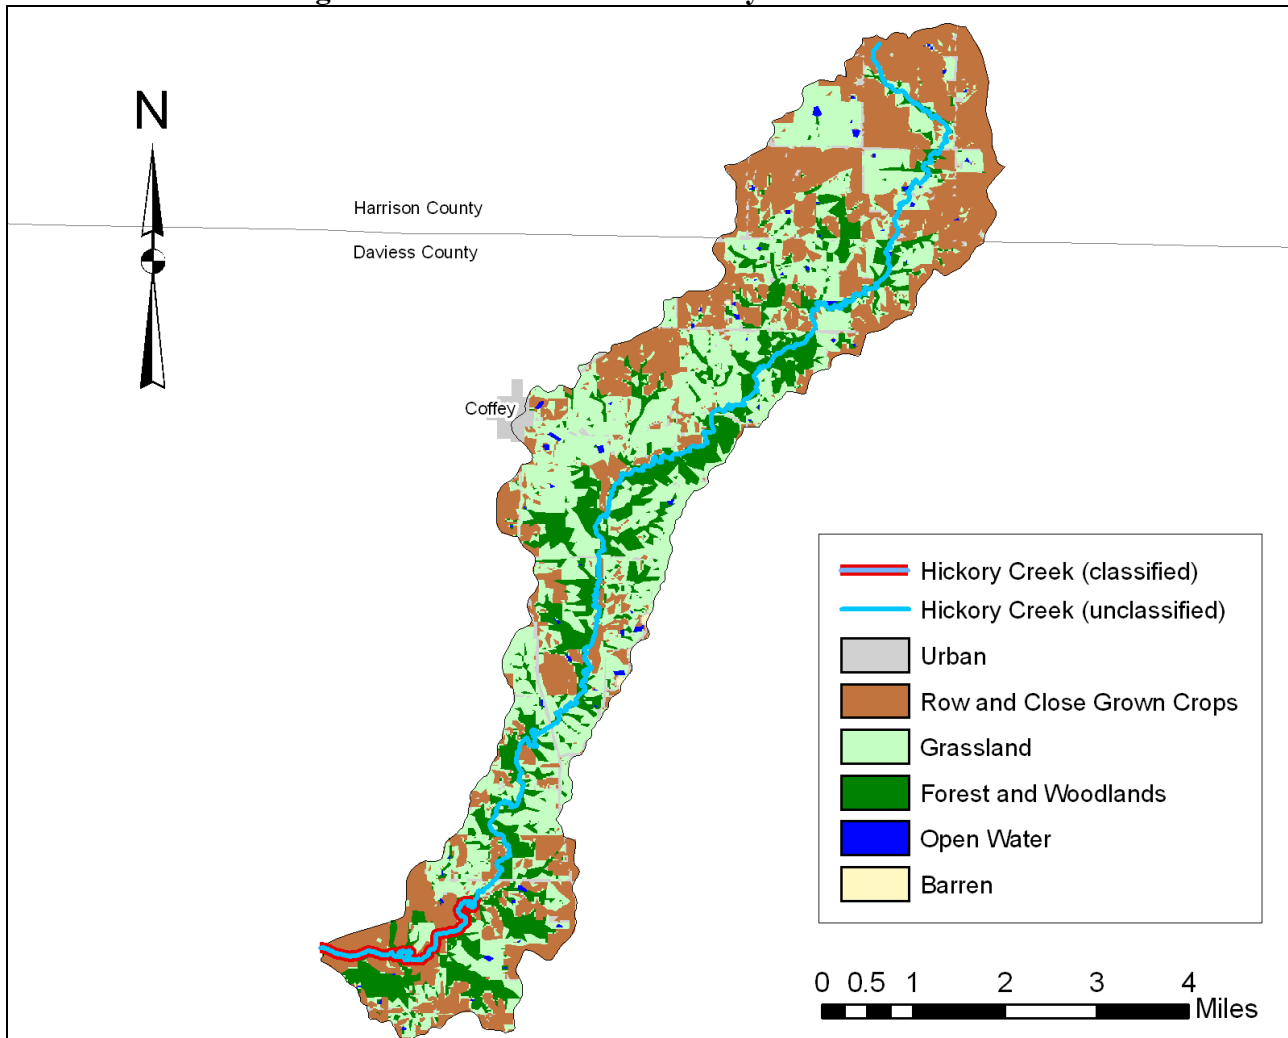 N
Harrison County
Daviess County
Coffey
Hickory Creek (classified)
Hickory Creek (unclassified)
Urban
Row and Close Grown Crops
Grassland
Forest and Woodlands
Open Water
Barren
0 0.5 1 2 3 4
Miles